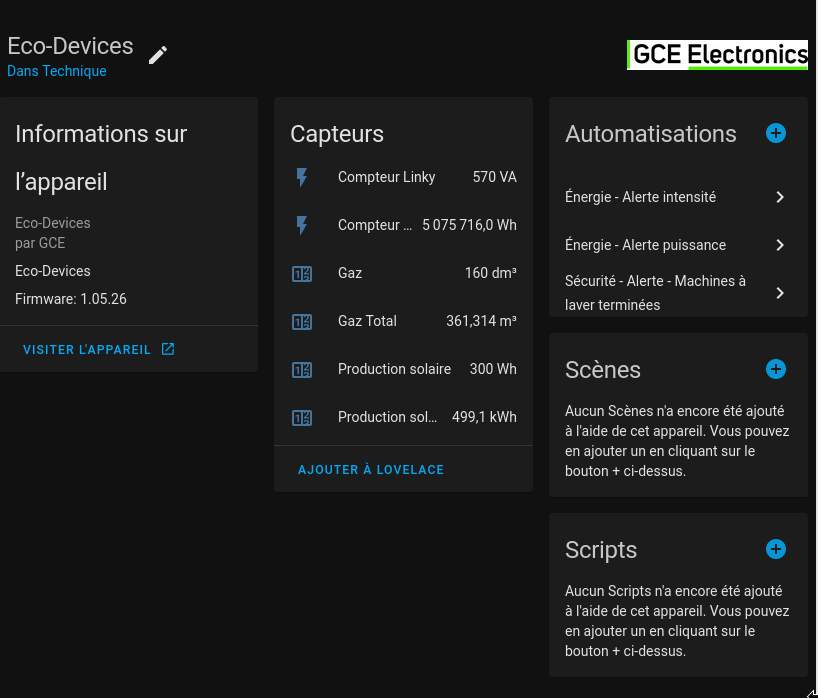 Eco-Devices
Dans Technique
GCE Electronics
Informations sur
l’appareil
Eco-Devices
par GCE
Eco-Devices
Firmware: 1.05.26
VISITER L'APPAREIL
Capteurs
Compteur Linky 570 VA
Compteur ... 5 075 716,0 Wh
Gaz 160 dm³
Gaz Total 361,314 m³
Production solaire 300 Wh
Production sol... 499,1 kWh
AJOUTER À LOVELACE
Automatisations
Énergie - Alerte intensité
Énergie - Alerte puissance
Sécurité - Alerte - Machines à
laver terminées
Scènes
Aucun Scènes n'a encore été ajouté
à l'aide de cet appareil. Vous pouvez
en ajouter un en cliquant sur le
bouton + ci-dessus.
Scripts
Aucun Scripts n'a encore été ajouté
à l'aide de cet appareil. Vous pouvez
en ajouter un en cliquant sur le
bouton + ci-dessus.